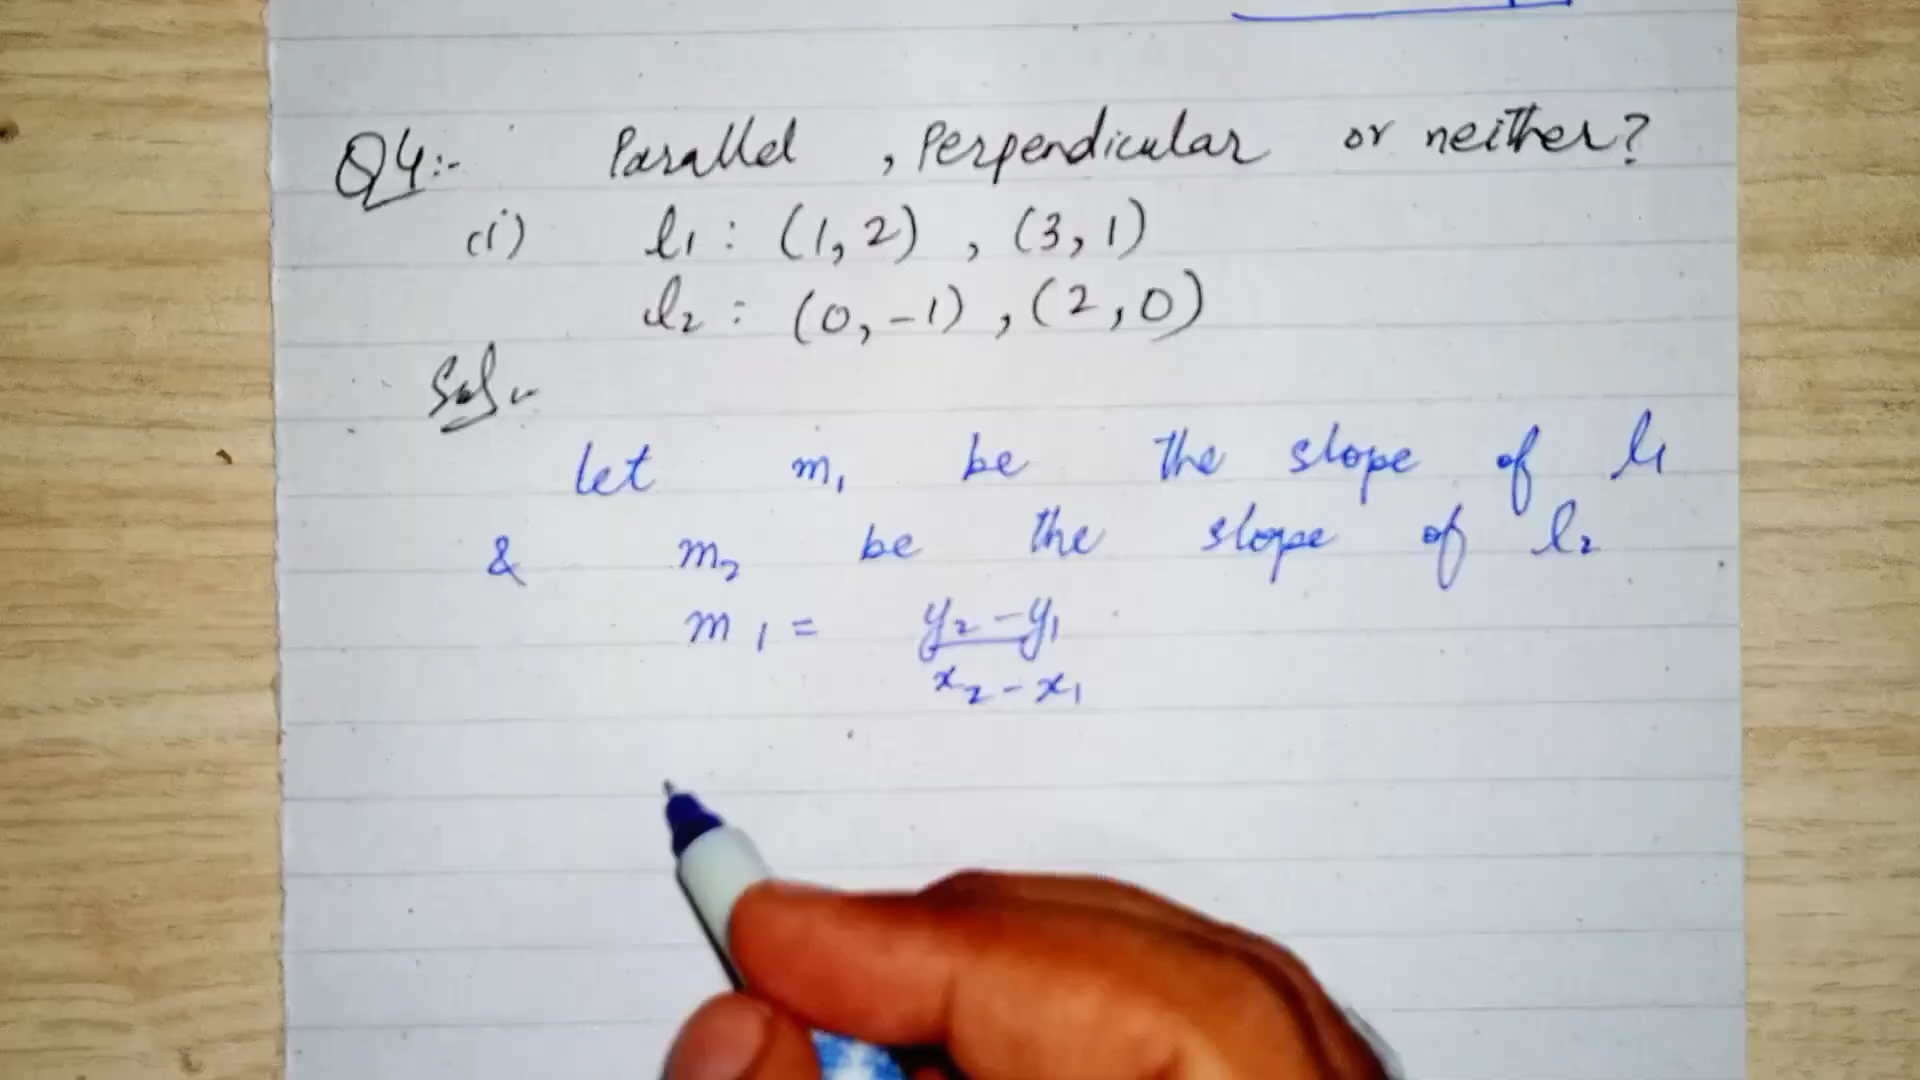 Q4:- Parallel , Perpendicular or neither?
(i) l1 : (1,2) , (3,1)
l2 : (0,-1) , (2,0)
Sol:-
let m1 be the slope of l1
& m2 be the slope of l2
m1 = y2-y1
x2-x1